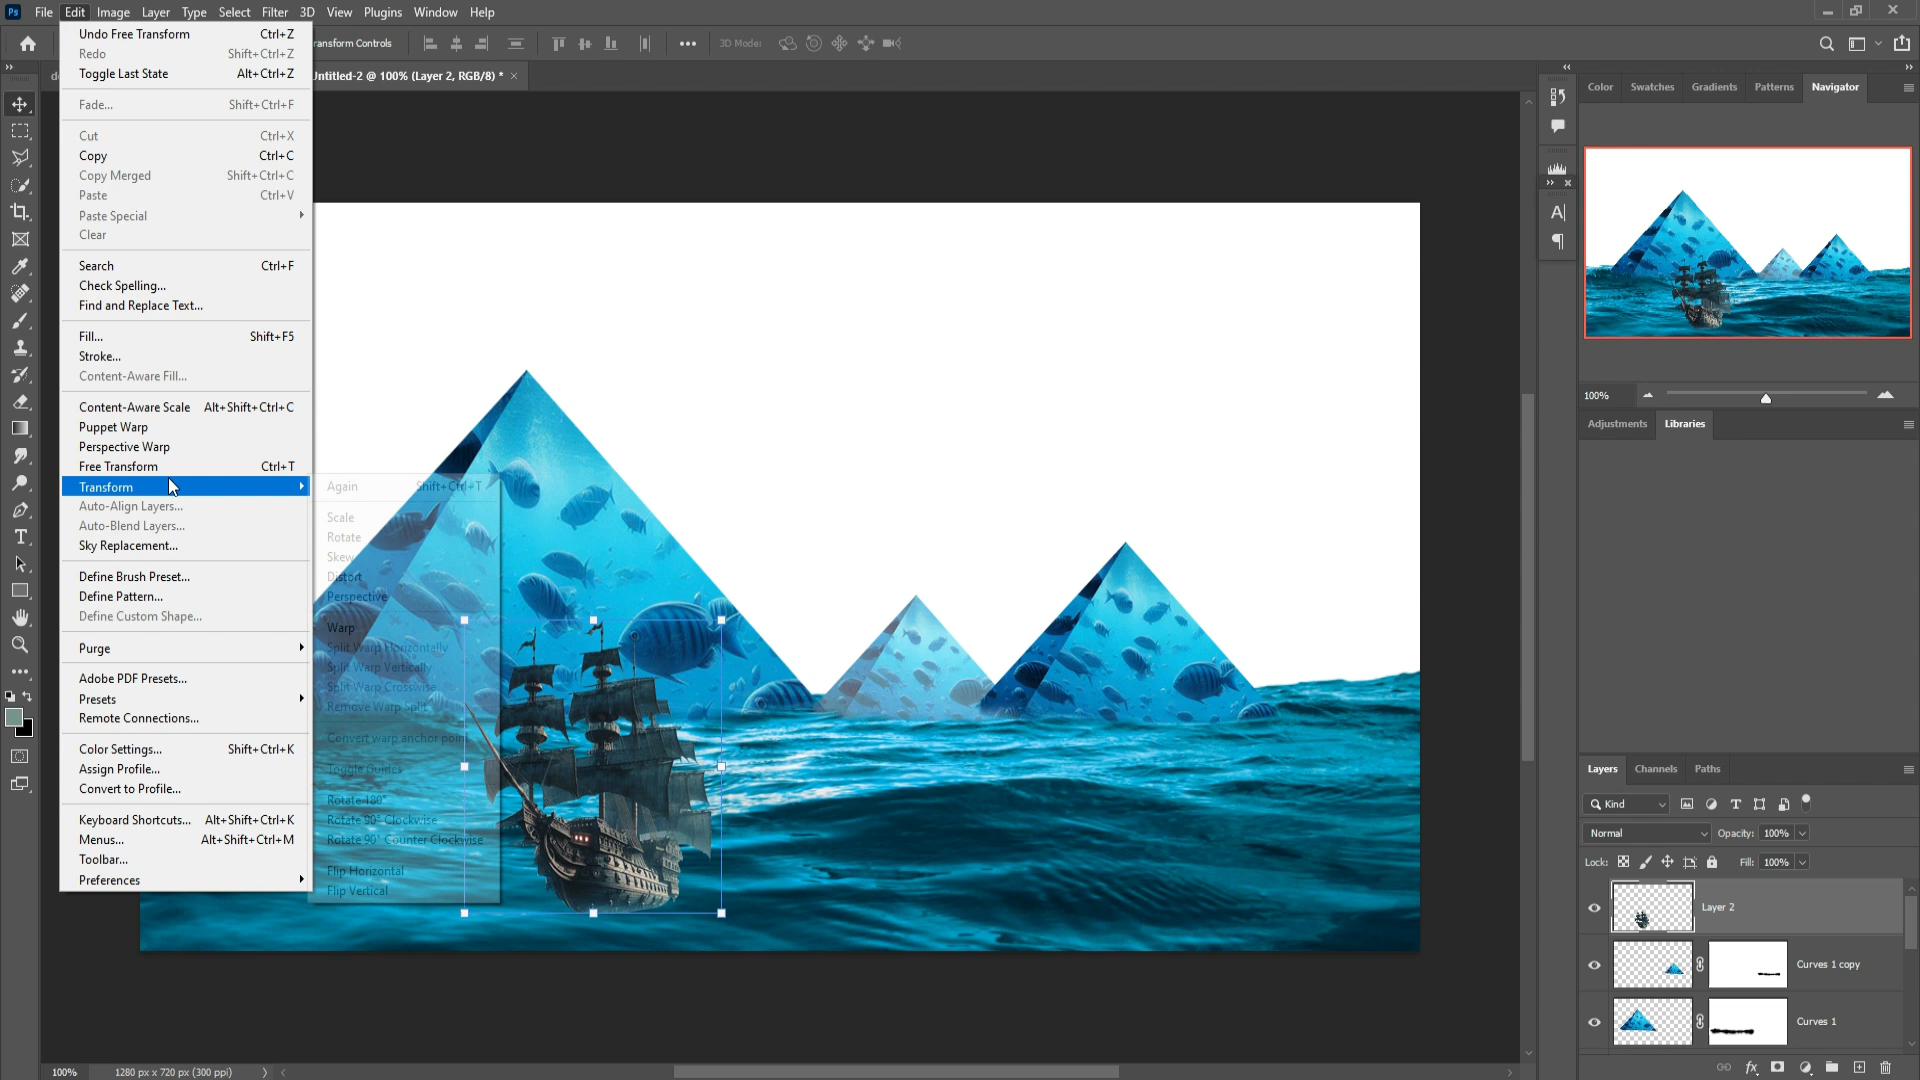 Ps File Edit Image Layer Type Select Filter 3D View Plugins Window Help
ransform Controls
3D Mode:
Untitled-2 @ 100% (Layer 2, RGB/8) *
Undo Free Transform Ctrl+Z
Redo Shift+Ctrl+Z
Toggle Last State Alt+Ctrl+Z
Fade... Shift+Ctrl+F
Cut Ctrl+X
Copy Ctrl+C
Copy Merged Shift+Ctrl+C
Paste Ctrl+V
Paste Special
Clear
Search Ctrl+F
Check Spelling...
Find and Replace Text...
Fill... Shift+F5
Stroke...
Content-Aware Fill...
Content-Aware Scale Alt+Shift+Ctrl+C
Puppet Warp
Perspective Warp
Free Transform Ctrl+T
Transform
Auto-Align Layers...
Auto-Blend Layers...
Sky Replacement...
Define Brush Preset...
Define Pattern...
Define Custom Shape...
Purge
Adobe PDF Presets...
Presets
Remote Connections...
Color Settings... Shift+Ctrl+K
Assign Profile...
Convert to Profile...
Keyboard Shortcuts... Alt+Shift+Ctrl+K
Menus... Alt+Shift+Ctrl+M
Toolbar...
Preferences
Again Shift+Ctrl+T
Scale
Rotate
Skew
Distort
Perspective
Warp
Split Warp Horizontally
Split Warp Vertically
Split Warp Crosswise
Remove Warp Split
Convert warp anchor point
Toggle Guides
Rotate 180°
Rotate 90° Clockwise
Rotate 90° Counter Clockwise
Flip Horizontal
Flip Vertical
Color Swatches Gradients Patterns Navigator
100%
Adjustments Libraries
Layers Channels Paths
Kind
Normal Opacity: 100%
Lock: Fill: 100%
Layer 2
Curves 1 copy
Curves 1
100% 1280 px x 720 px (300 ppi)